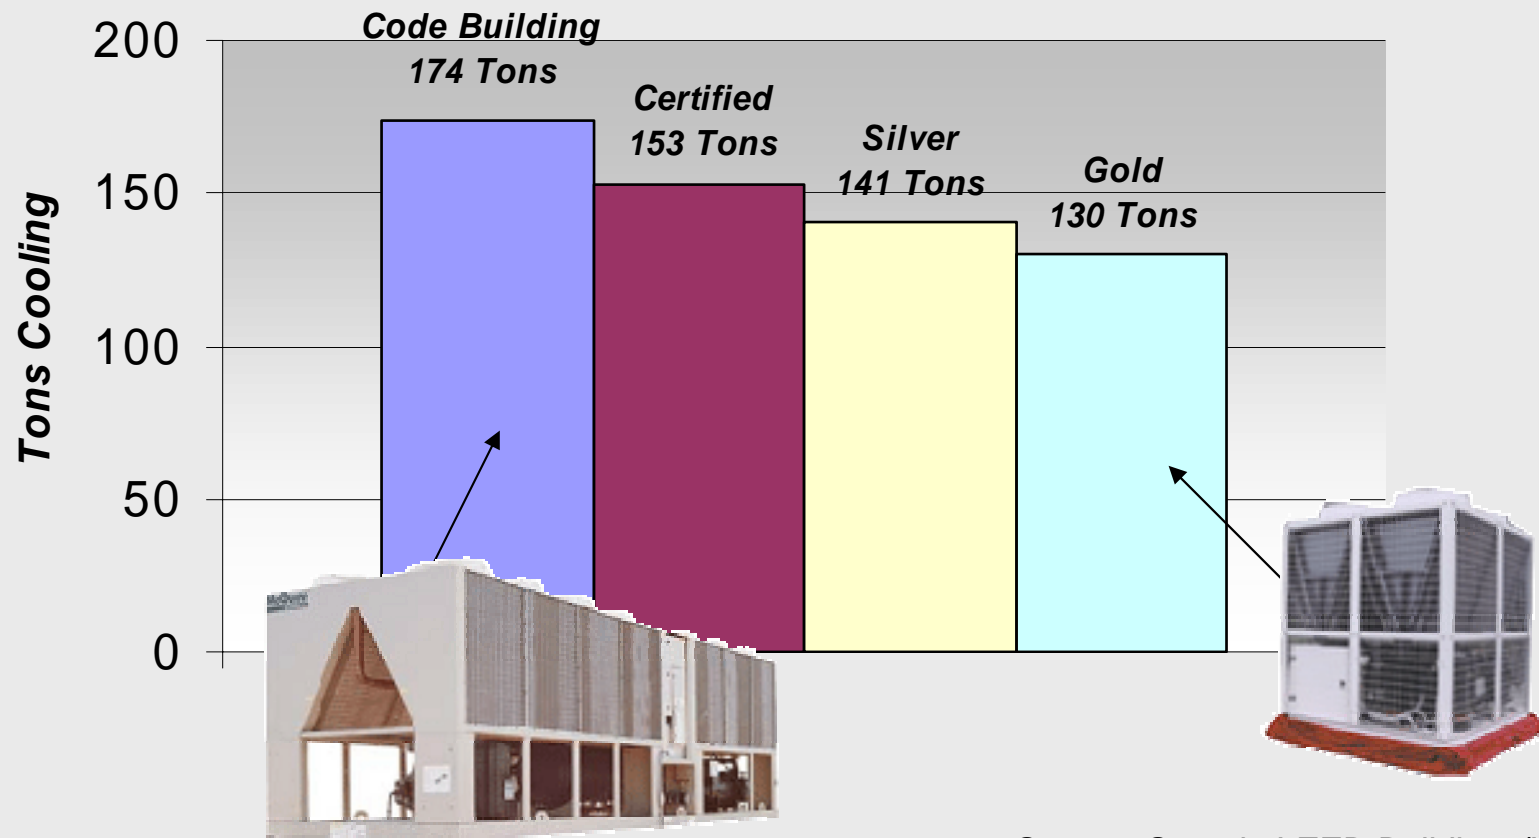 Code Building
174 Tons
Certified
153 Tons
Silver
141 Tons
Gold
130 Tons
Tons Cooling
200
150
100
50
0